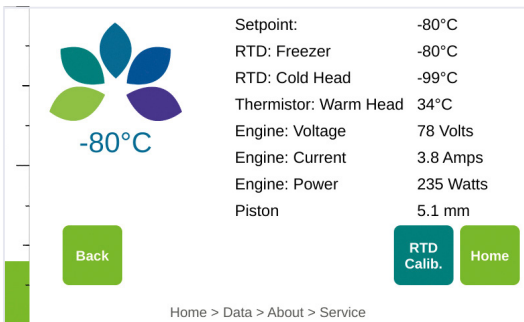 Setpoint: -80°C
RTD: Freezer -80°C
RTD: Cold Head -99°C
Thermistor: Warm Head 34°C
Engine: Voltage 78 Volts
Engine: Current 3.8 Amps
Engine: Power 235 Watts
Piston 5.1 mm
-80°C
Back
RTD
Calib.
Home
Home > Data > About > Service